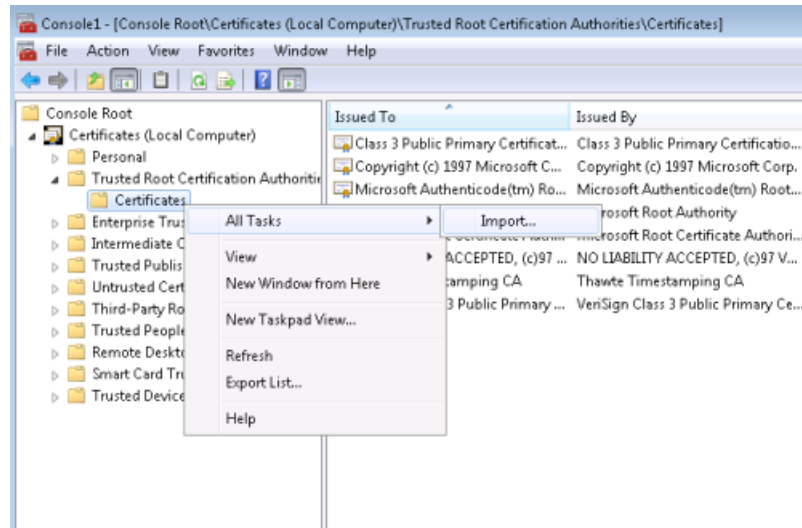 Console1 - [Console Root\Certificates (Local Computer)\Trusted Root Certification Authorities\Certificates]
File Action View Favorites Window Help
Console Root
Certificates (Local Computer)
Personal
Trusted Root Certification Authoriti
Certificates
Enterprise Trus
Intermediate C
Trusted Publis
Untrusted Cert
Third-Party Ro
Trusted People
Remote Deskt
Smart Card Tru
Trusted Device
All Tasks
View
New Window from Here
New Taskpad View...
Refresh
Export List...
Help
Import...
Issued To Issued By
Class 3 Public Primary Certificat... Class 3 Public Primary Certificatio...
Copyright (c) 1997 Microsoft C... Copyright (c) 1997 Microsoft Corp.
Microsoft Authenticode(tm) Ro... Microsoft Authenticode(tm) Root...
rosoft Root Authority
rosoft Root Certificate Authori...
ACCEPTED, (c)97 ... NO LIABILITY ACCEPTED, (c)97 V...
amping CA Thawte Timestamping CA
3 Public Primary ... VeriSign Class 3 Public Primary Ce...